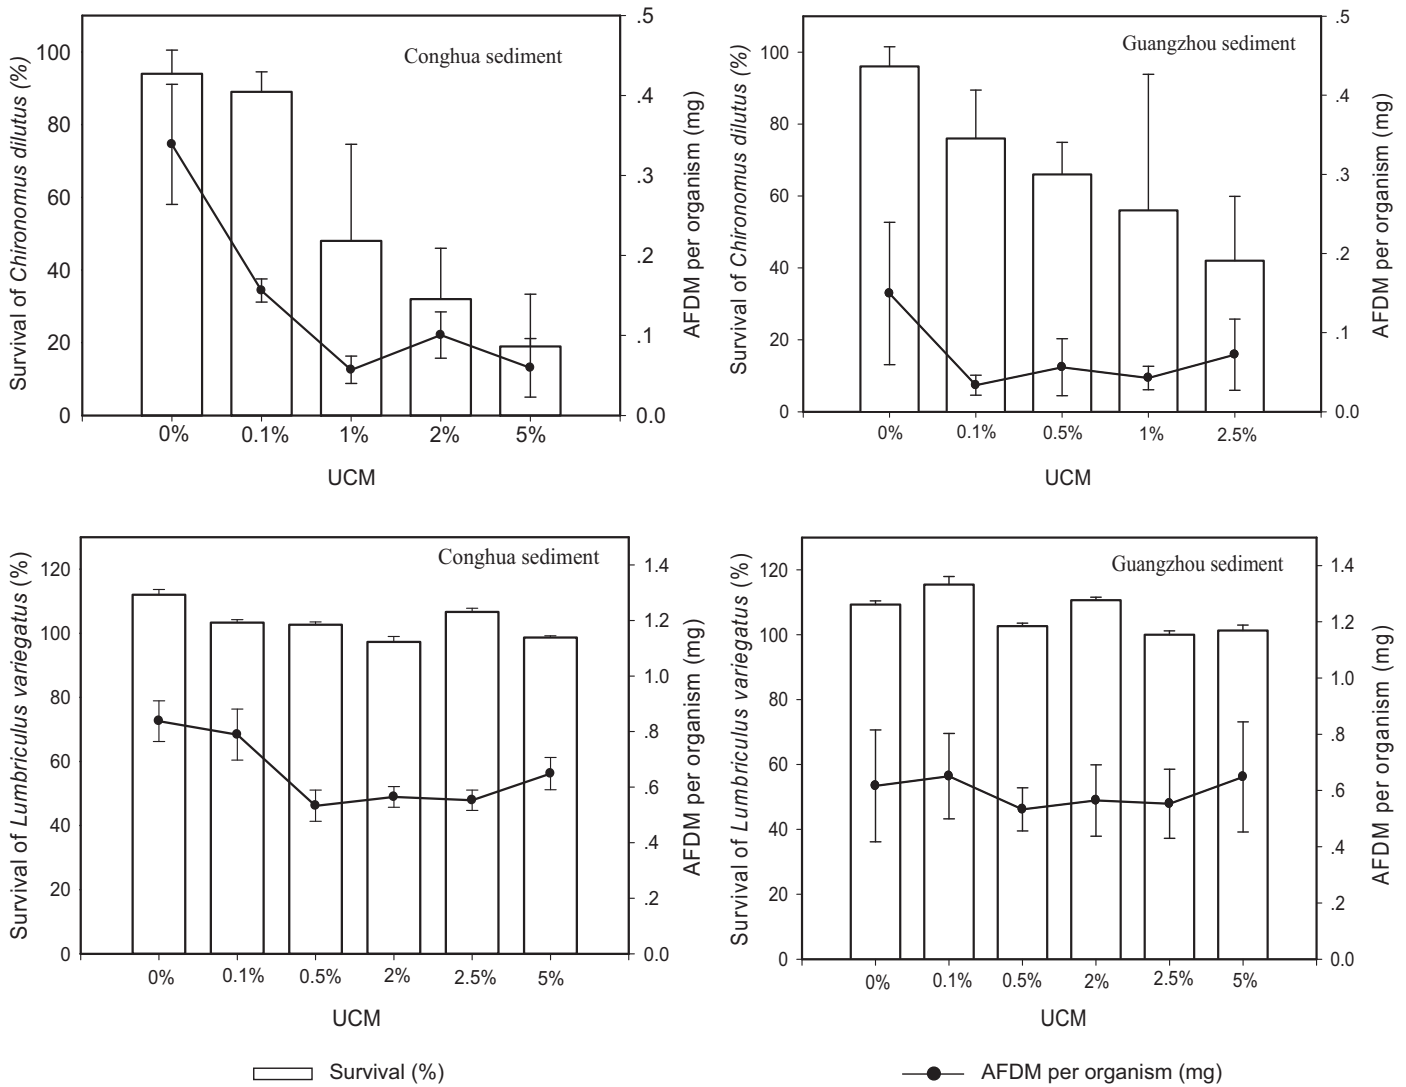 Conghua sediment
Survival of Chironomus dilutus (%)
100
80
60
40
20
0
.5
.4
.3
.2
.1
0.0
AFDM per organism (mg)
0% 0.1% 1% 2% 5%
UCM
Guangzhou sediment
Survival of Chironomus dilutus (%)
100
80
60
40
20
0
.5
.4
.3
.2
.1
0.0
AFDM per organism (mg)
0% 0.1% 0.5% 1% 2.5%
UCM
Conghua sediment
Survival of Lumbriculus variegatus (%)
120
100
80
60
40
20
0
1.4
1.2
1.0
.8
.6
.4
.2
0.0
AFDM per organism (mg)
0% 0.1% 0.5% 2% 2.5% 5%
UCM
Guangzhou sediment
Survival of Lumbriculus variegatus (%)
120
100
80
60
40
20
0
1.4
1.2
1.0
.8
.6
.4
.2
0.0
AFDM per organism (mg)
0% 0.1% 0.5% 2% 2.5% 5%
UCM
Survival (%)
AFDM per organism (mg)